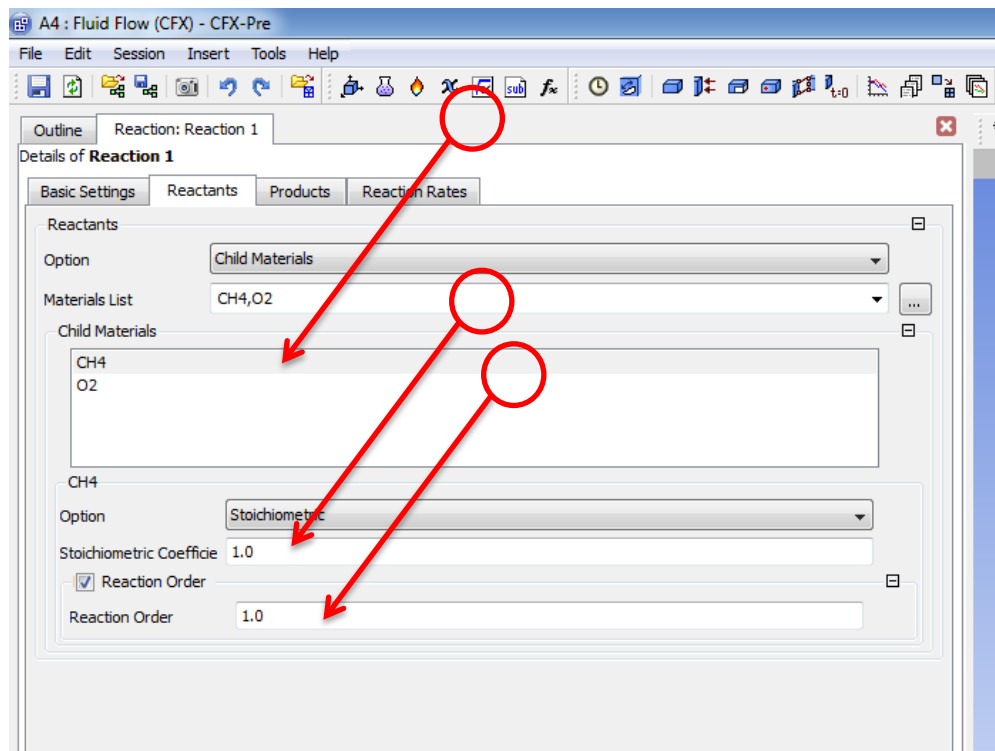 A4 : Fluid Flow (CFX) - CFX-Pre
File Edit Session Insert Tools Help
sub t=0
Outline Reaction: Reaction 1
Details of Reaction 1
Basic Settings Reactants Products Reaction Rates
Reactants
Option Child Materials
Materials List CH4,O2 ...
Child Materials
CH4
O2
CH4
Option Stoichiometric
Stoichiometric Coefficie 1.0
Reaction Order
Reaction Order 1.0